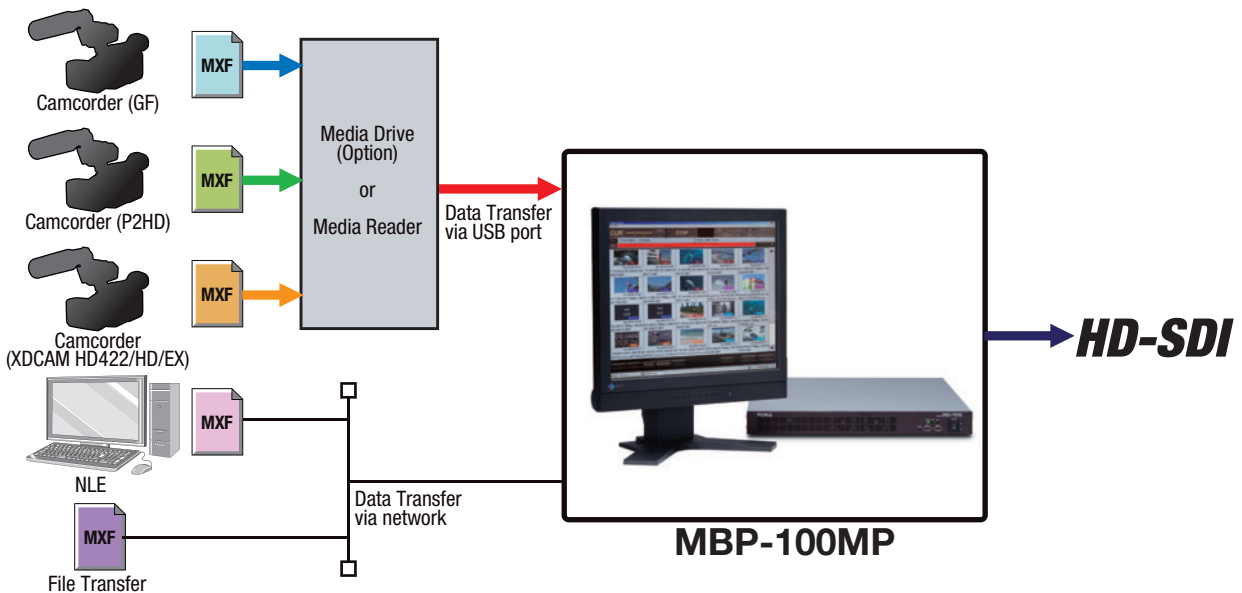 MXF
Camcorder (GF)
MXF
Camcorder (P2HD)
MXF
Camcorder
(XDCAM HD422/HD/EX)
Media Drive
(Option)
or
Media Reader
Data Transfer
via USB port
MXF
NLE
MXF
File Transfer
Data Transfer
via network
STOP
MBP-100MP
HD-SDI